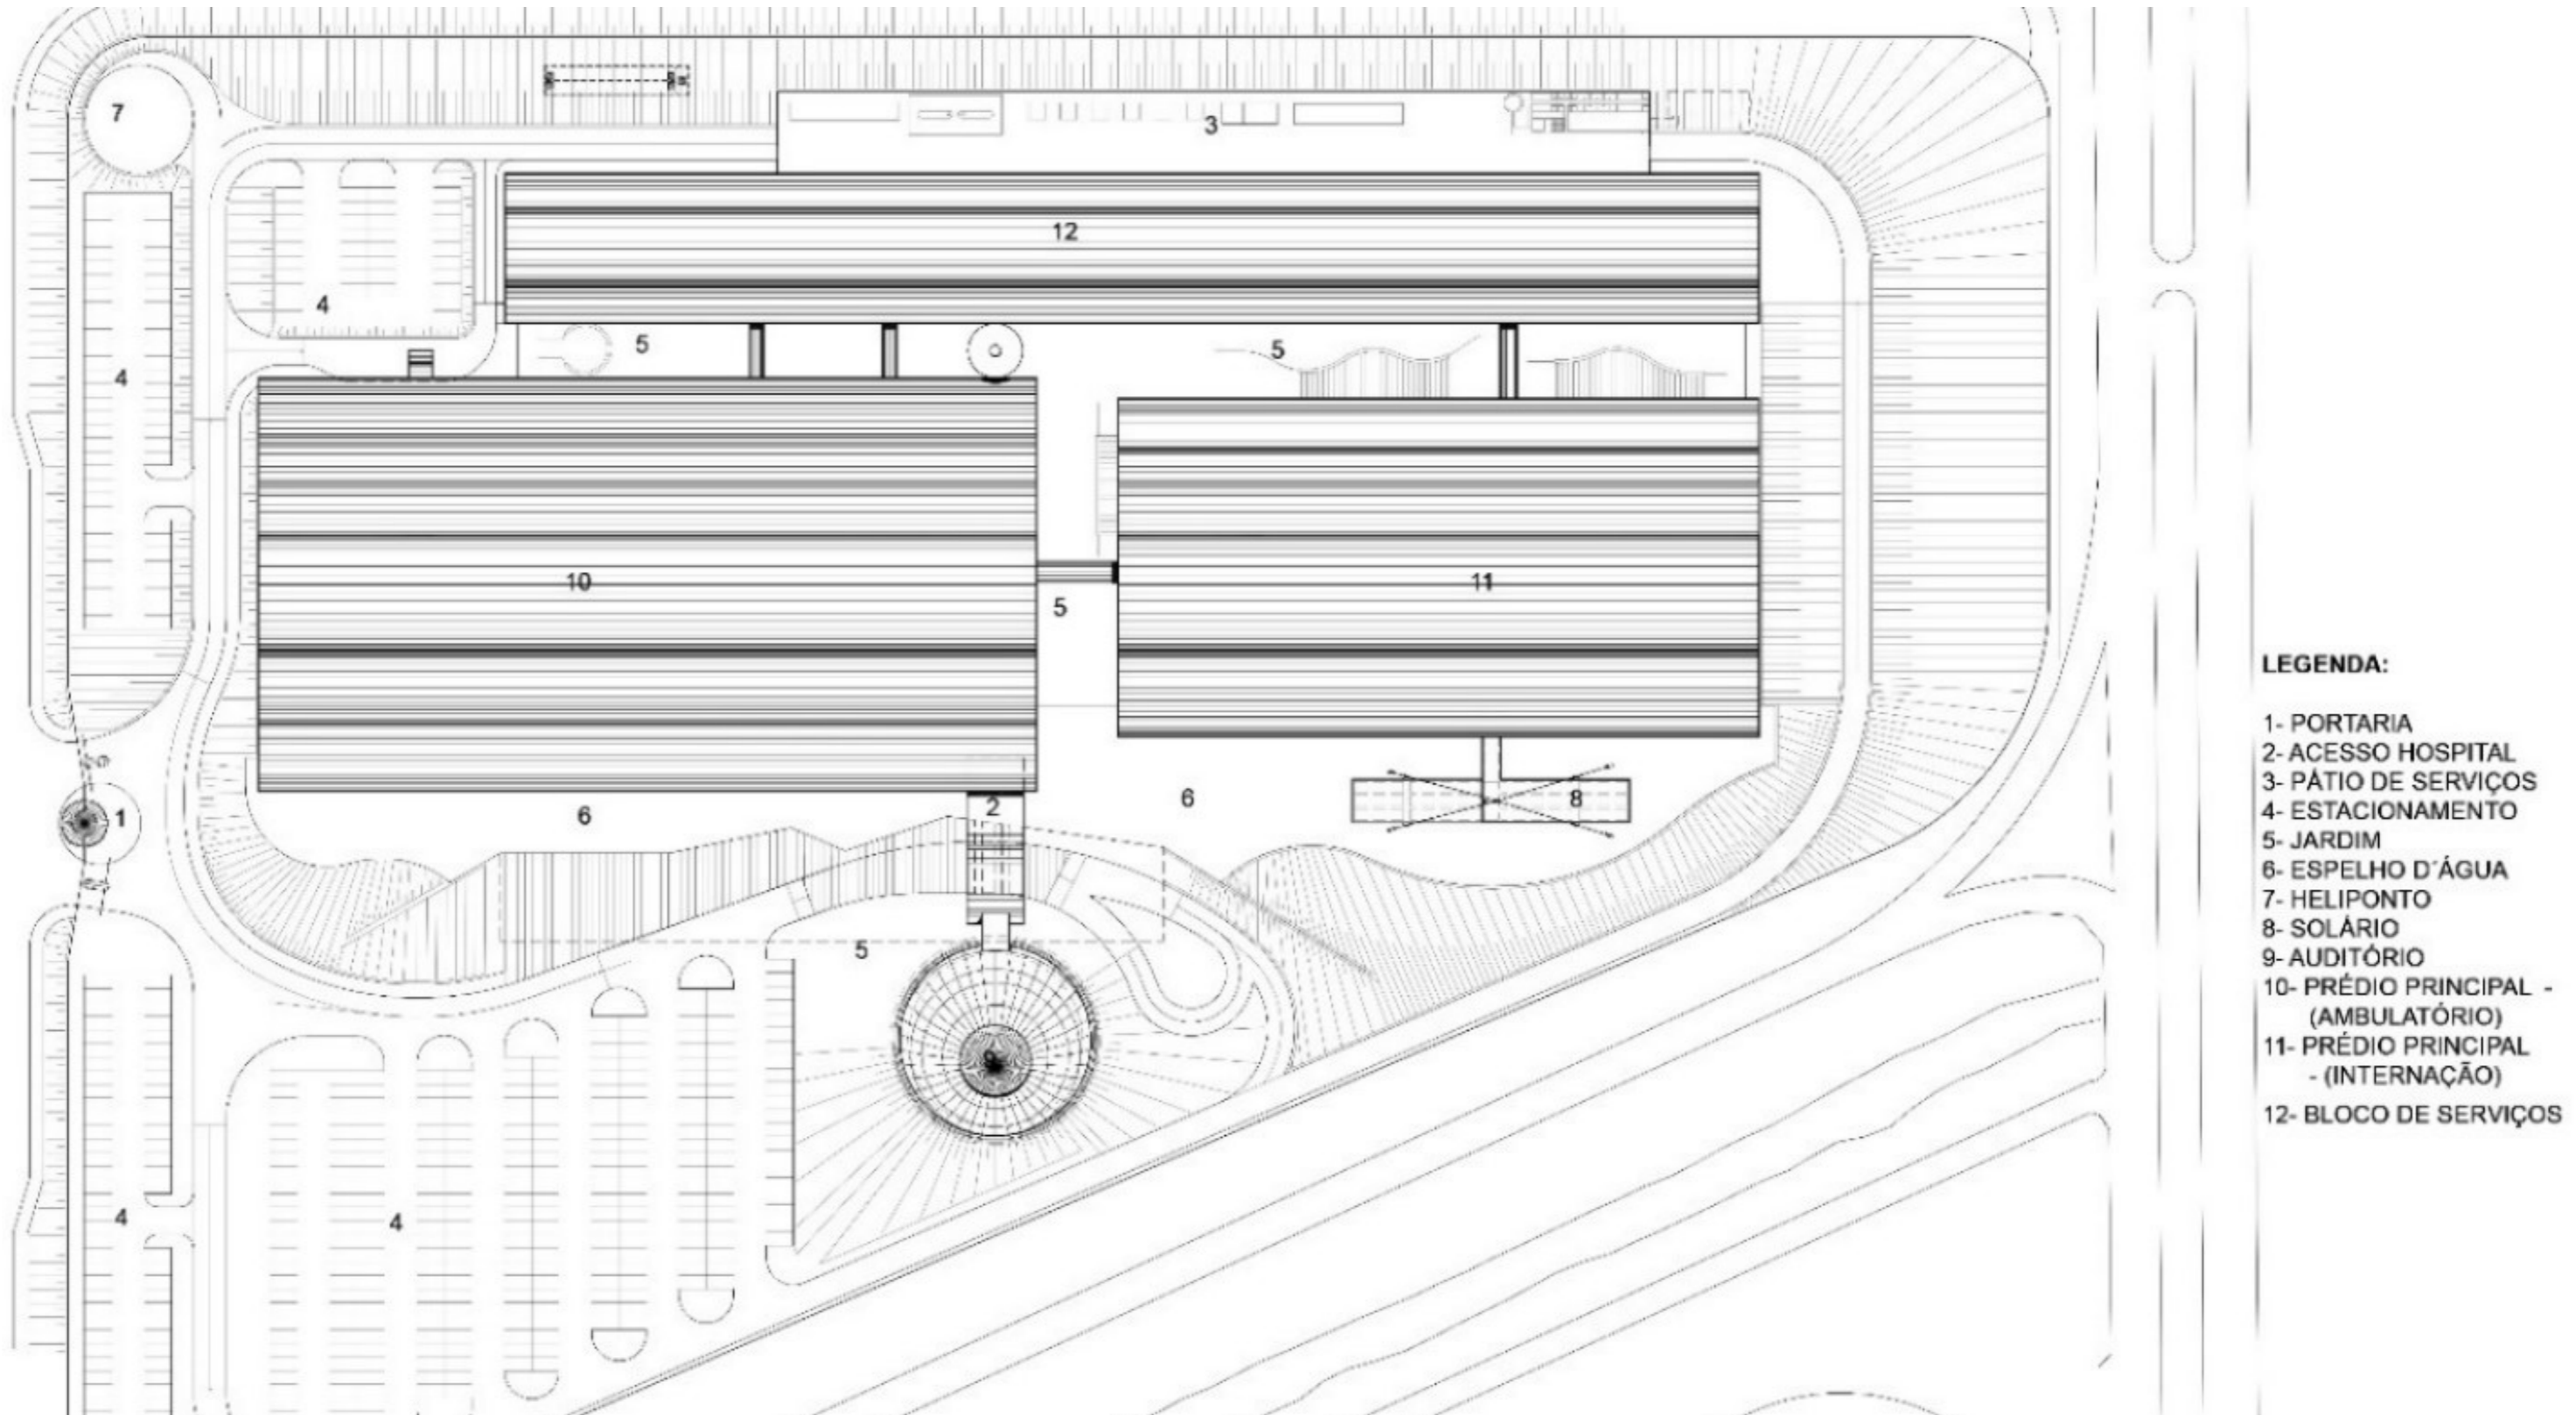 7
3
12
4
5
5
4
10
11
5
1
2
6
6
8
5
9
4
4
LEGENDA:
1- PORTARIA
2- ACESSO HOSPITAL
3- PÁTIO DE SERVIÇOS
4- ESTACIONAMENTO
5- JARDIM
6- ESPELHO D´ÁGUA
7- HELIPONTO
8- SOLÁRIO
9- AUDITÓRIO
10- PRÉDIO PRINCIPAL -
(AMBULATÓRIO)
11- PRÉDIO PRINCIPAL
- (INTERNAÇÃO)
12- BLOCO DE SERVIÇOS